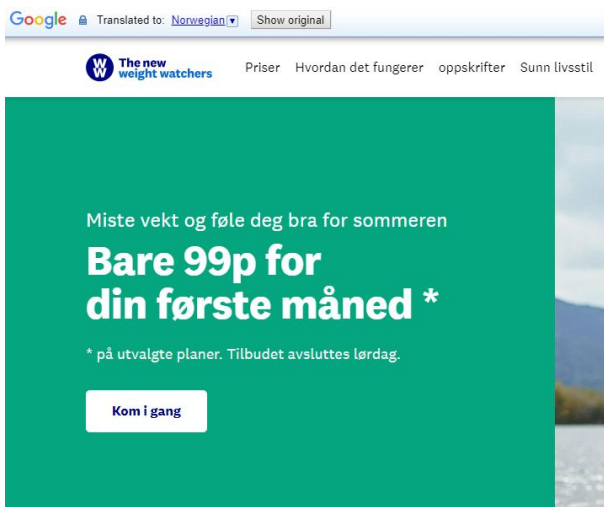 Google Translated to: Norwegian Show original
The new
weight watchers
Priser Hvordan det fungerer oppskrifter Sunn livsstil
Miste vekt og føle deg bra for sommeren
Bare 99p for
din første måned *
* på utvalgte planer. Tilbudet avsluttes lørdag.
Kom i gang